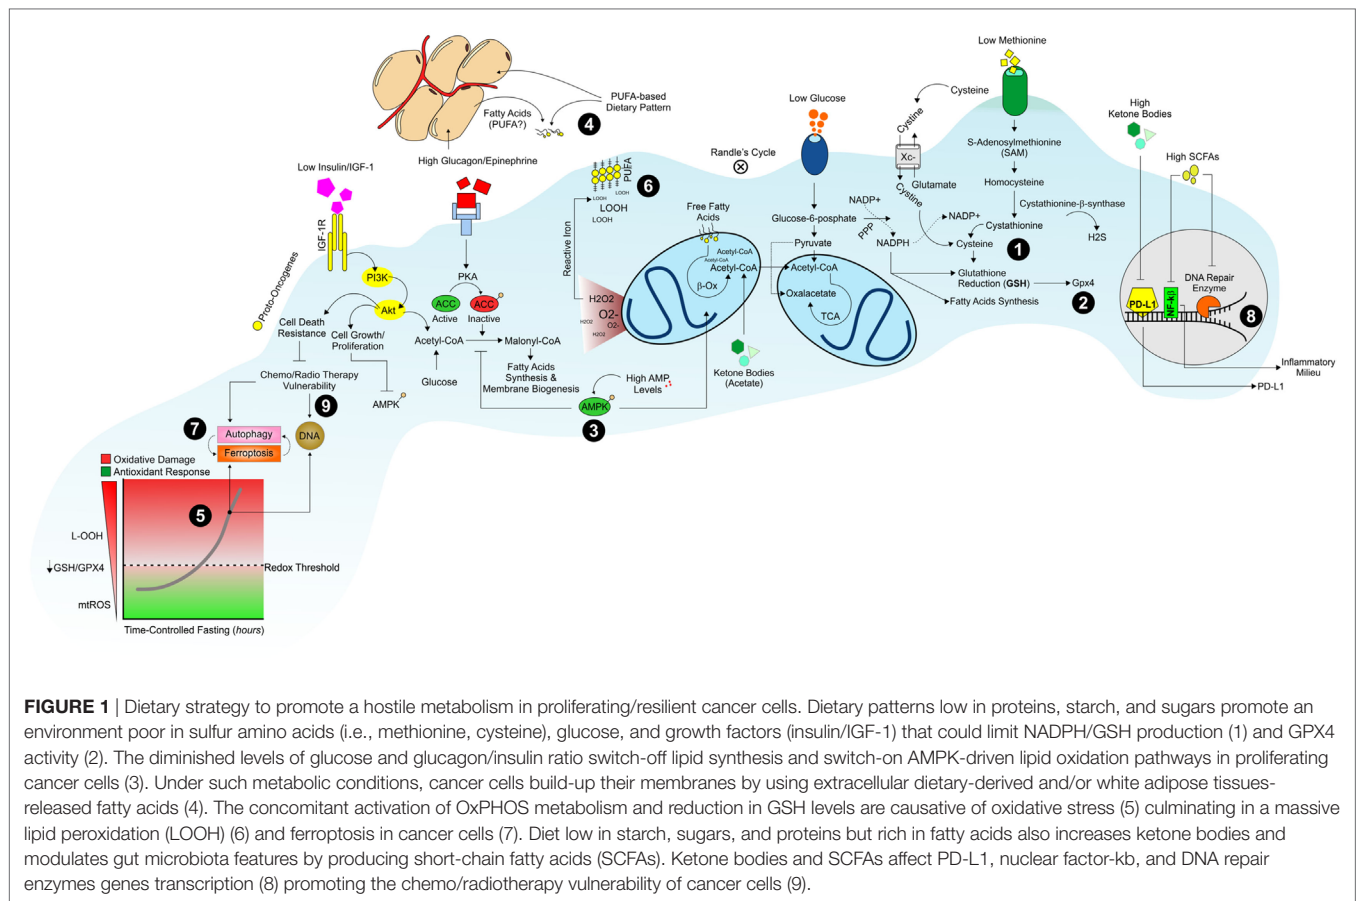 Low Methionine
PUFA-based
Dietary Pattern
Fatty Acids
(PUFA?)
4
High Glucagon/Epinephrine
Low Glucose
Cysteine
Cystine
Xc-
Cystine
Glutamate
S-Adenosylmethionine
(SAM)
Homocysteine
Cystathionine-β-synthase
Cystathionine
H2S
High
Ketone Bodies
High SCFAs
Low Insulin/IGF-1
IGF-1R
PI3K
Akt
Proto-Oncogenes
Cell Death
Resistance
Cell Growth/
Proliferation
Chemo/Radio Therapy
Vulnerability
AMPK
9
7
Autophagy
Ferroptosis
DNA
PKA
ACC
Active
ACC
Inactive
Acetyl-CoA
Malonyl-CoA
Glucose
Fatty Acids
Synthesis &
Membrane Biogenesis
High AMP
Levels
AMPK
3
PUFA
6
LOOH
LOOH
LOOH
LOOH
Reactive Iron
H2O2
O2-
O2-
H2O2
H2O2
Randle's Cycle
Free Fatty
Acids
Acetyl-CoA
Acetyl-CoA
Acetyl-CoA
β-Ox
Ketone Bodies
(Acetate)
Glucose-6-posphate
Pyruvate
Acetyl-CoA
Oxalacetate
TCA
NADP+
PPP
NADPH
NADP+
Cysteine
1
Glutathione
Reduction (GSH)
Gpx4
2
Fatty Acids Synthesis
DNA Repair
Enzyme
PD-L1
NF-kβ
8
Inflammatory
Milieu
PD-L1
Oxidative Damage
Antioxidant Response
5
L-OOH
GSH/GPX4
mtROS
Redox Threshold
Time-Controlled Fasting (hours)
FIGURE 1 | Dietary strategy to promote a hostile metabolism in proliferating/resilient cancer cells. Dietary patterns low in proteins, starch, and sugars promote an
environment poor in sulfur amino acids (i.e., methionine, cysteine), glucose, and growth factors (insulin/IGF-1) that could limit NADPH/GSH production (1) and GPX4
activity (2). The diminished levels of glucose and glucagon/insulin ratio switch-off lipid synthesis and switch-on AMPK-driven lipid oxidation pathways in proliferating
cancer cells (3). Under such metabolic conditions, cancer cells build-up their membranes by using extracellular dietary-derived and/or white adipose tissues-
released fatty acids (4). The concomitant activation of OxPHOS metabolism and reduction in GSH levels are causative of oxidative stress (5) culminating in a massive
lipid peroxidation (LOOH) (6) and ferroptosis in cancer cells (7). Diet low in starch, sugars, and proteins but rich in fatty acids also increases ketone bodies and
modulates gut microbiota features by producing short-chain fatty acids (SCFAs). Ketone bodies and SCFAs affect PD-L1, nuclear factor-kb, and DNA repair
enzymes genes transcription (8) promoting the chemo/radiotherapy vulnerability of cancer cells (9).